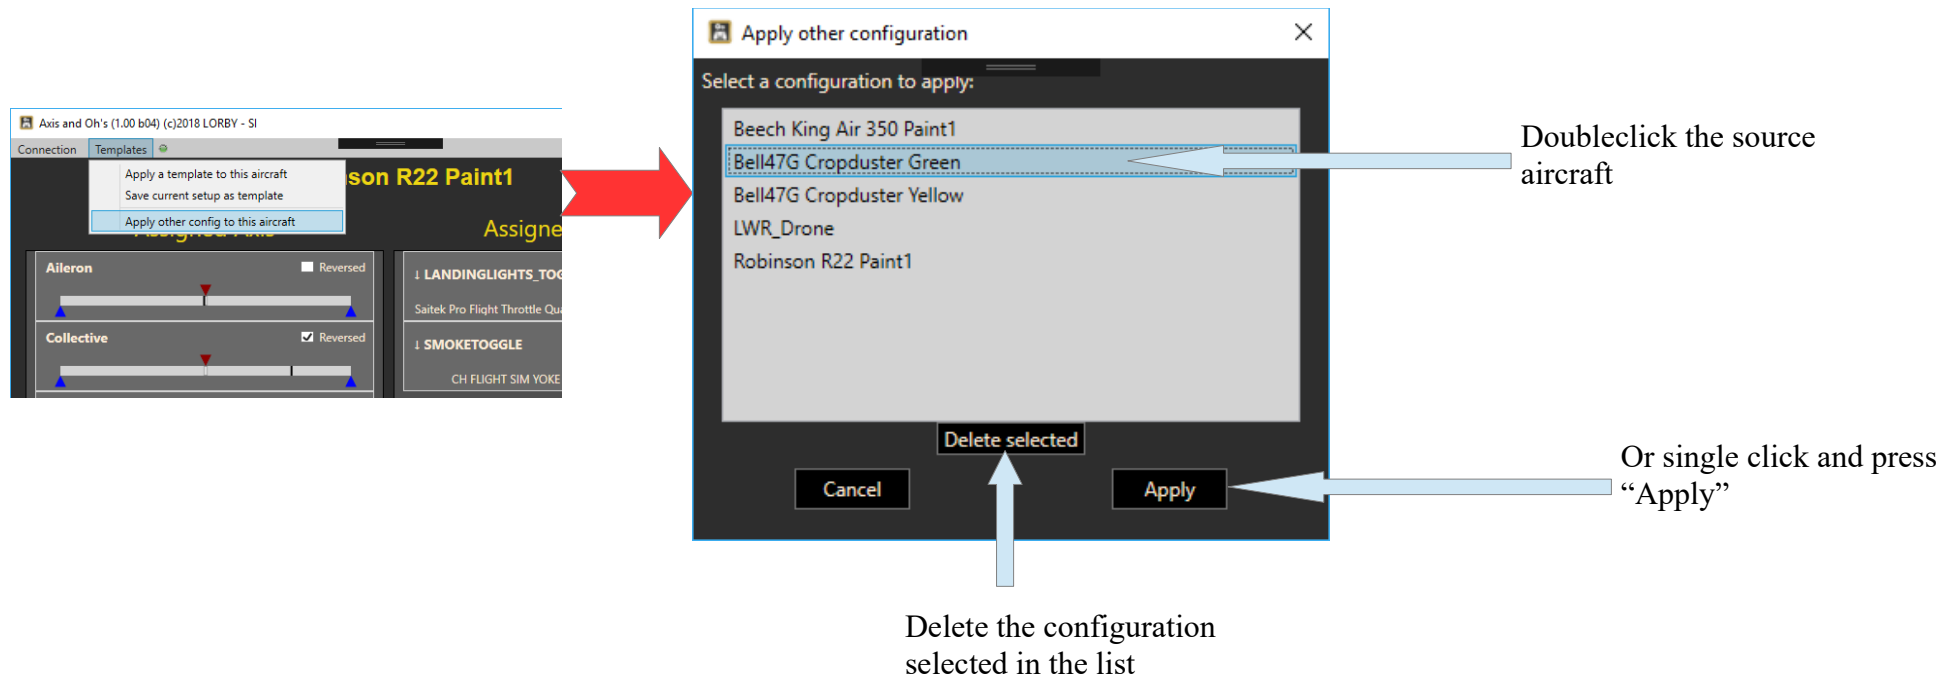 Axis and Oh's (1.00 b04) (c)2018 LORBY - SI
Connection Templates
Apply a template to this aircraft
Save current setup as template
Apply other config to this aircraft
son R22 Paint1
Assigned Axis
Assigne
Aileron
Reversed
Collective
Reversed
↓ LANDINGLIGHTS_TOG
Saitek Pro Flight Throttle Qua
↓ SMOKETOGGLE
CH FLIGHT SIM YOKE
Apply other configuration
Select a configuration to apply:
Beech King Air 350 Paint1
Bell47G Cropduster Green
Bell47G Cropduster Yellow
LWR_Drone
Robinson R22 Paint1
Delete selected
Cancel
Apply
Doubleclick the source
aircraft
Or single click and press
“Apply”
Delete the configuration
selected in the list